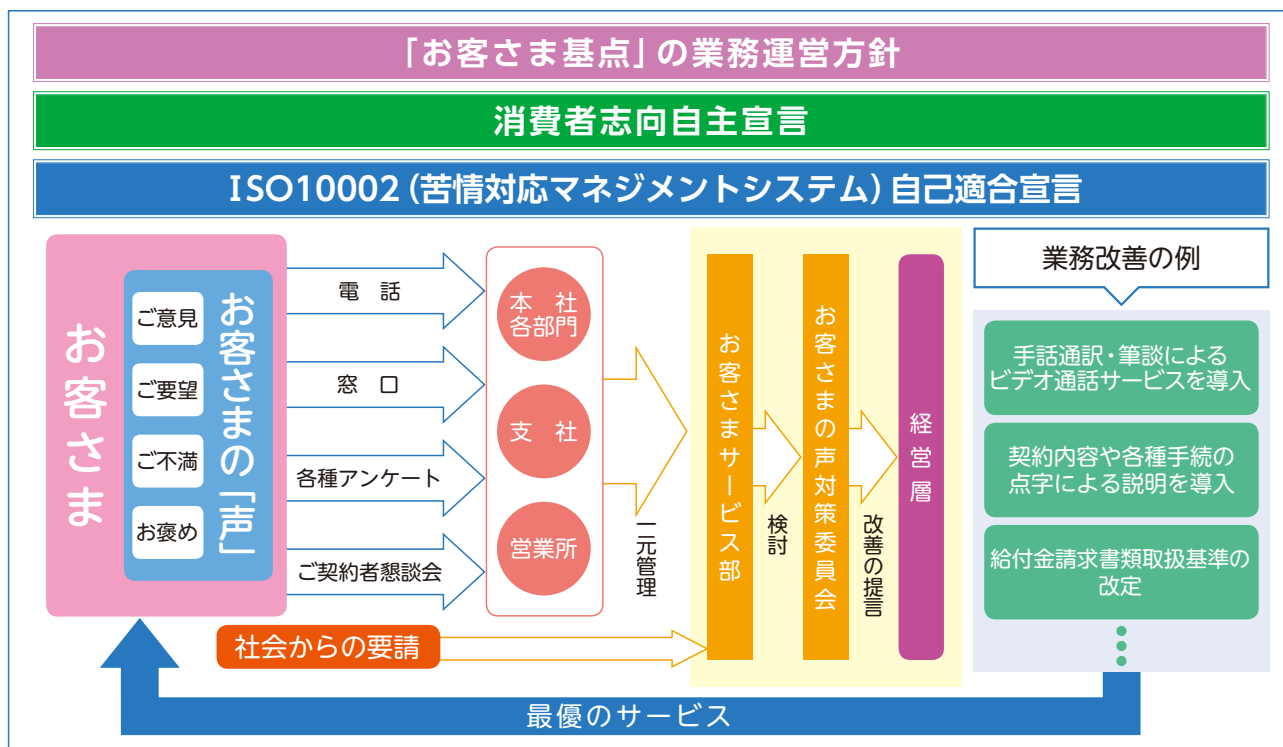 「お客さま基点」の業務運営方針
消費者志向自主宣言
ISO10002（苦情対応マネジメントシステム）自己適合宣言
お客さま
お客さまの「声」
ご意見
ご要望
ご不満
お褒め
電　話
窓　口
各種アンケート
ご契約者懇談会
本　社
各部門
支　社
営業所
一元管理
社会からの要請
お客さまサービス部
検討
お客さまの声対策委員会
改善の提言
経営層
業務改善の例
手話通訳・筆談による
ビデオ通話サービスを導入
契約内容や各種手続の
点字による説明を導入
給付金請求書類取扱基準の
改定
最優のサービス